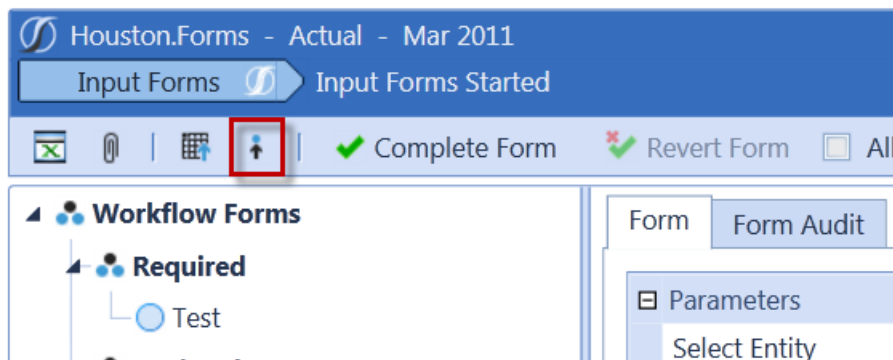 Houston.Forms - Actual - Mar 2011
Input Forms Input Forms Started
Complete Form Revert Form
Workflow Forms
Required
Test
Form Form Audit
Parameters
Select Entity